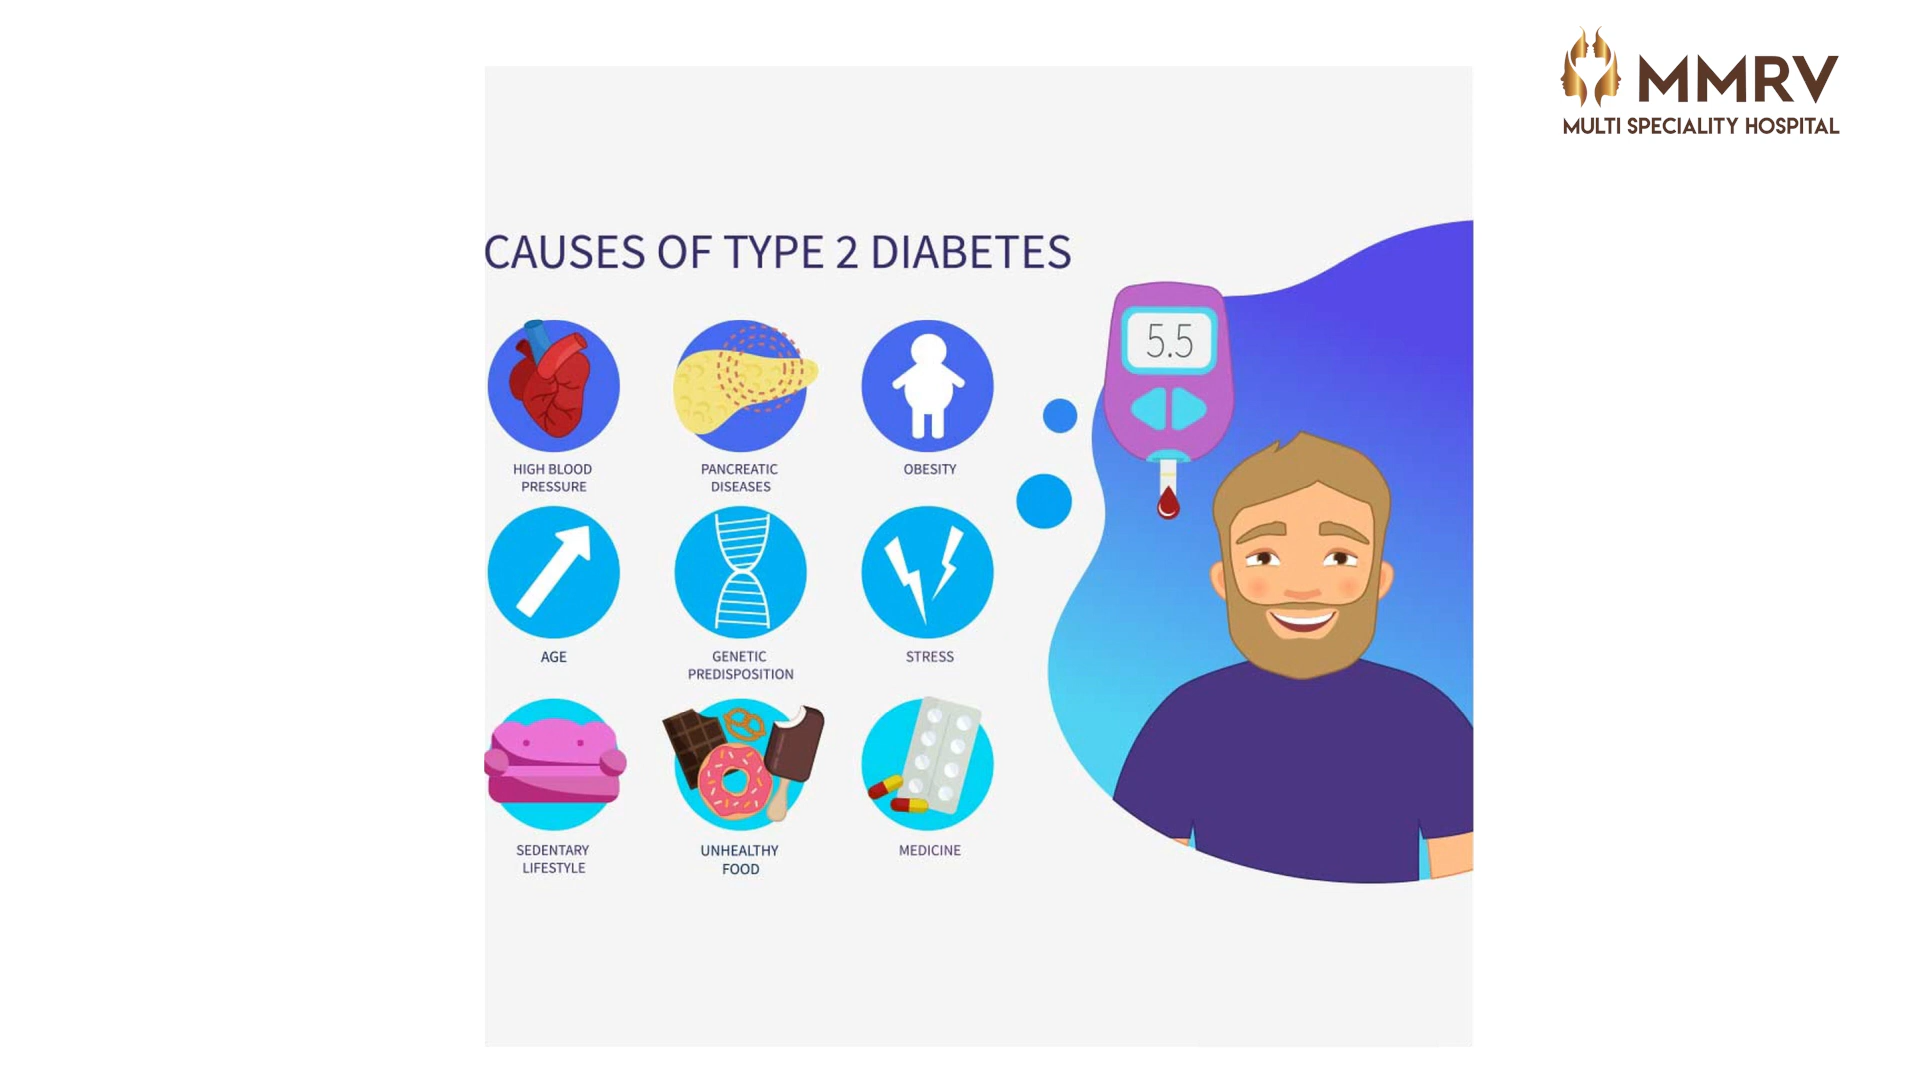 MMRV
MULTI SPECIALITY HOSPITAL
CAUSES OF TYPE 2 DIABETES
5.5
HIGH BLOOD
PRESSURE
PANCREATIC
DISEASES
OBESITY
AGE
GENETIC
PREDISPOSITION
STRESS
SEDENTARY
LIFESTYLE
UNHEALTHY
FOOD
MEDICINE